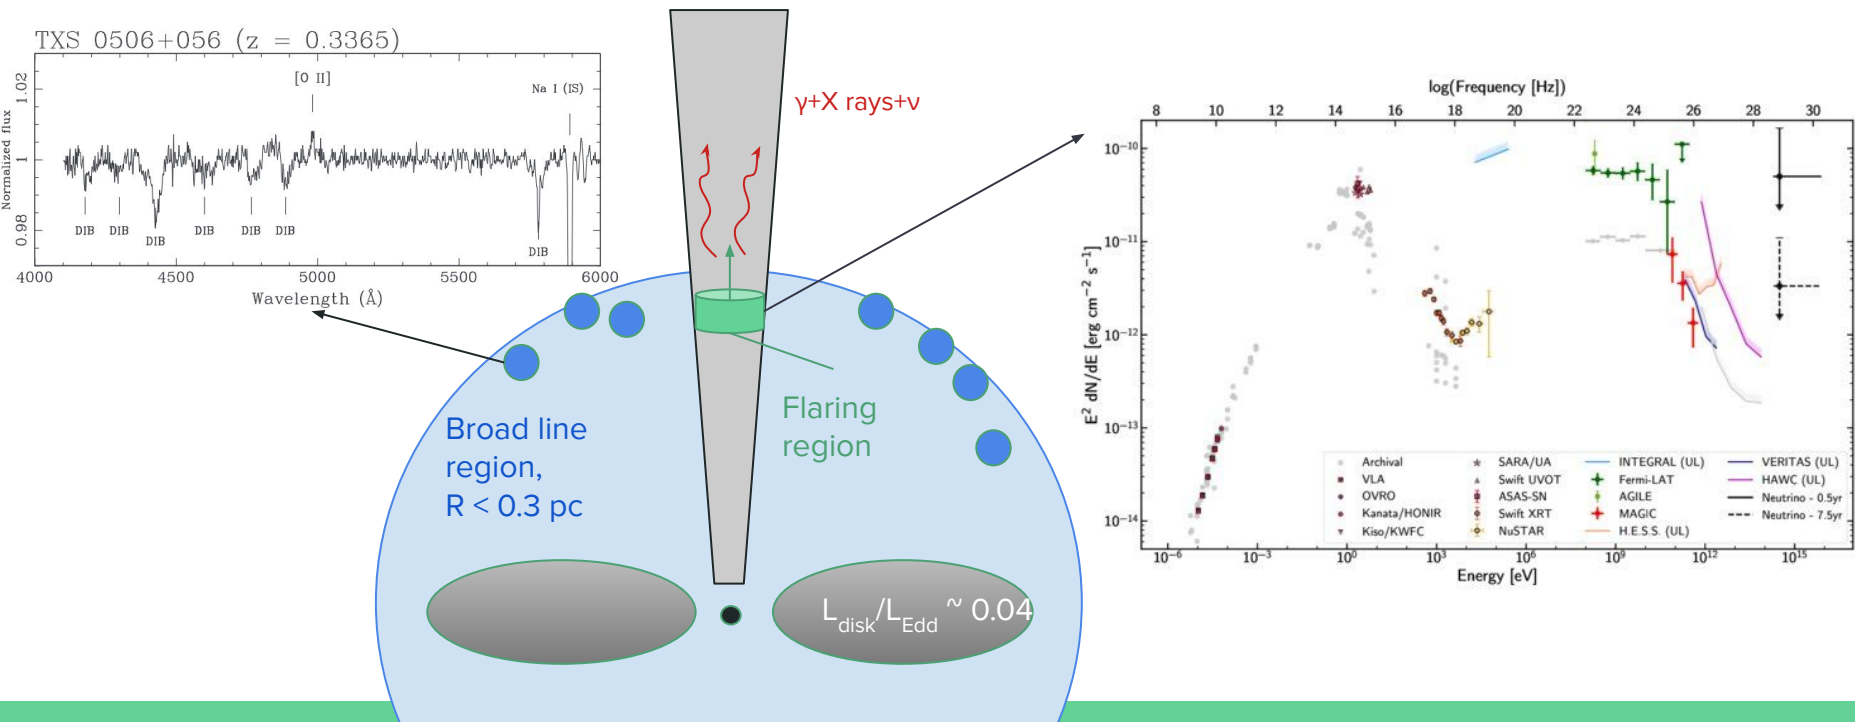 TXS 0506+056 (z = 0.3365)
[O II]
Na I (IS)
Normalized flux
1.02
1
0.98
DIB DIB DIB DIB DIB DIB DIB
4000 4500 5000 5500 6000
Wavelength (Å)
γ+X rays+ν
Broad line
region,
R < 0.3 pc
Flaring
region
L_disk/L_Edd ~ 0.04
log(Frequency [Hz])
8 10 12 14 16 18 20 22 24 26 28 30
E² dN/dE [erg cm⁻² s⁻¹]
10⁻¹⁰
10⁻¹¹
10⁻¹²
10⁻¹³
10⁻¹⁴
Archival
VLA
OVRO
Kanata/HONIR
Kiso/KWFC
SARA/UA
Swift UVOT
ASAS-SN
Swift XRT
NuSTAR
INTEGRAL (UL)
Fermi-LAT
AGILE
MAGIC
H.E.S.S. (UL)
VERITAS (UL)
HAWC (UL)
Neutrino - 0.5yr
Neutrino - 7.5yr
10⁻⁶ 10⁻³ 10⁰ 10³ 10⁶ 10⁹ 10¹² 10¹⁵
Energy [eV]